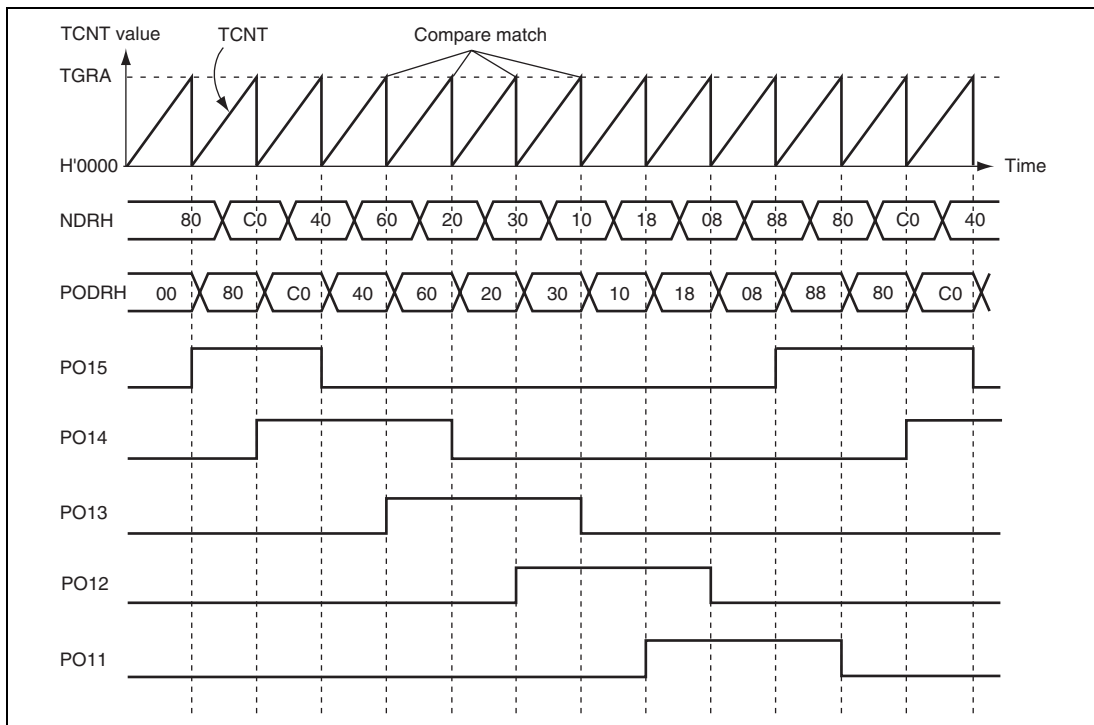 TCNT value
TCNT
Compare match
TGRA
H'0000
Time
NDRH 80 C0 40 60 20 30 10 18 08 88 80 C0 40
PODRH 00 80 C0 40 60 20 30 10 18 08 88 80 C0
PO15
PO14
PO13
PO12
PO11